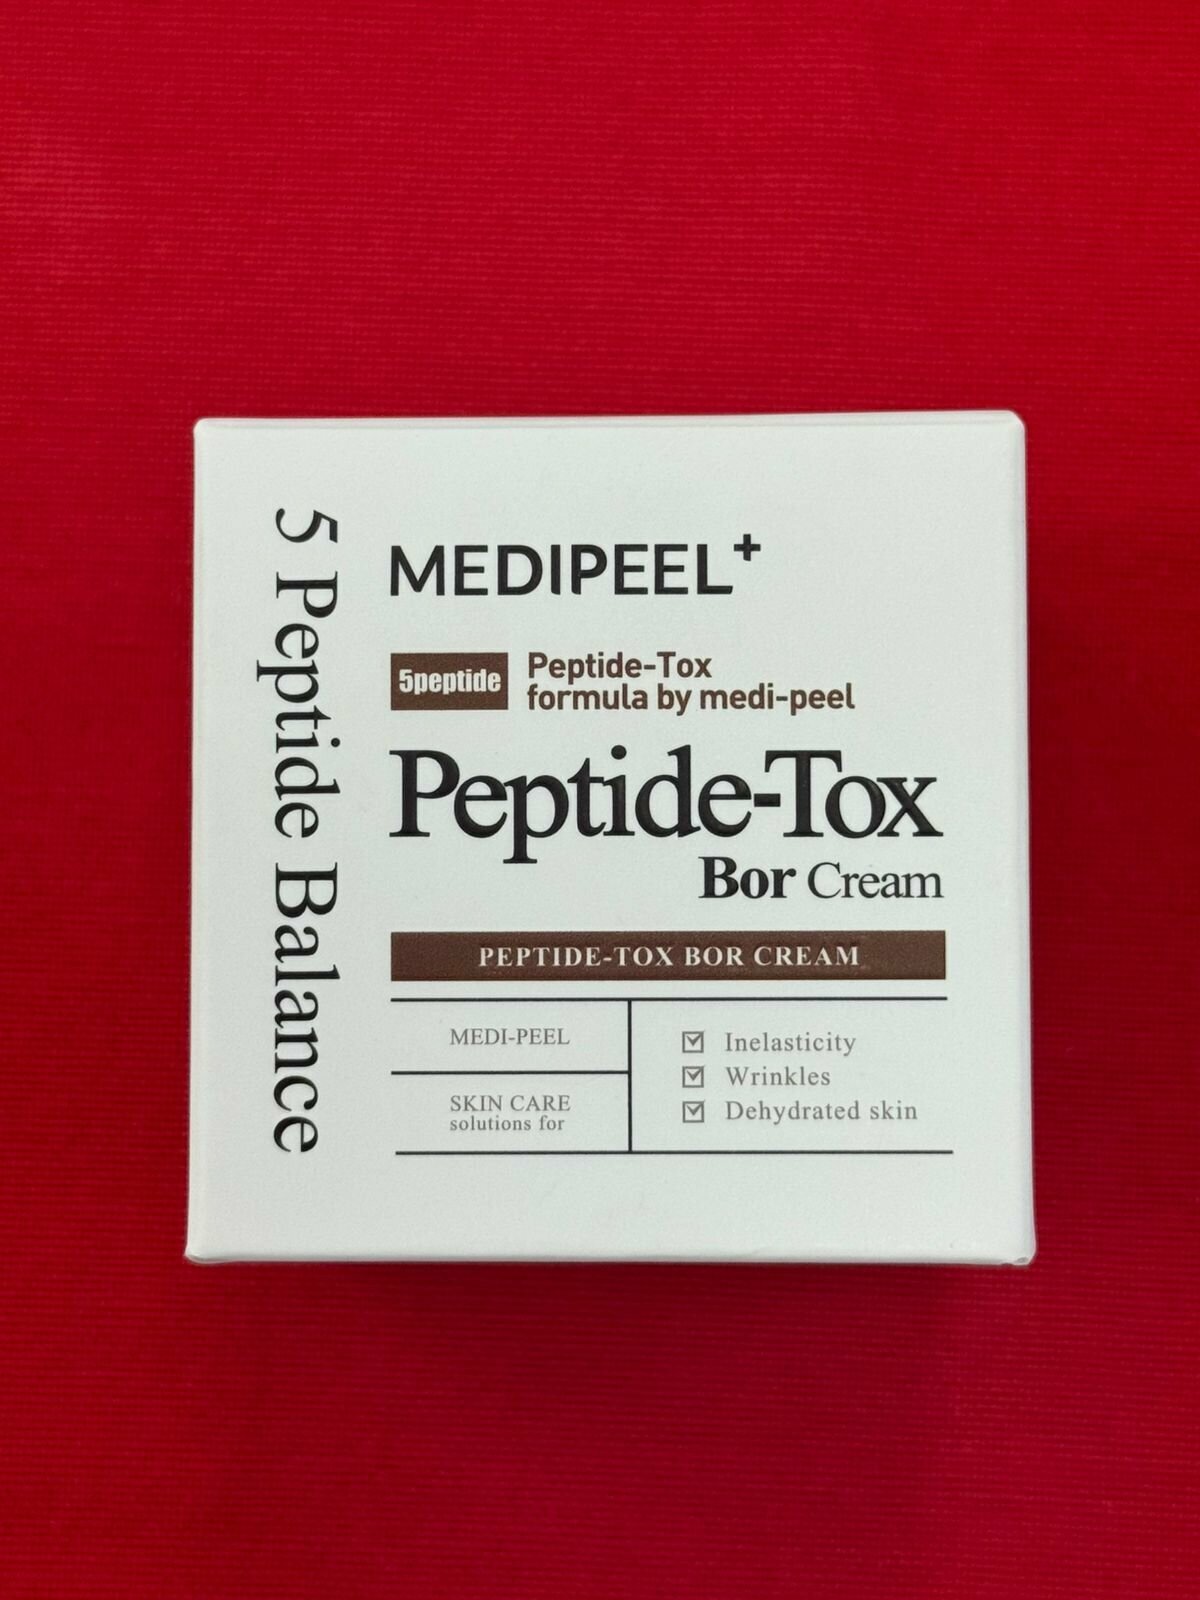 5 Peptide Balance
MEDIPEEL+
5peptide
Peptide-Tox
formula by medi-peel
Peptide-Tox
Bor Cream
PEPTIDE-TOX BOR CREAM
MEDI-PEEL
SKIN CARE
solutions for
Inelasticity
Wrinkles
Dehydrated skin